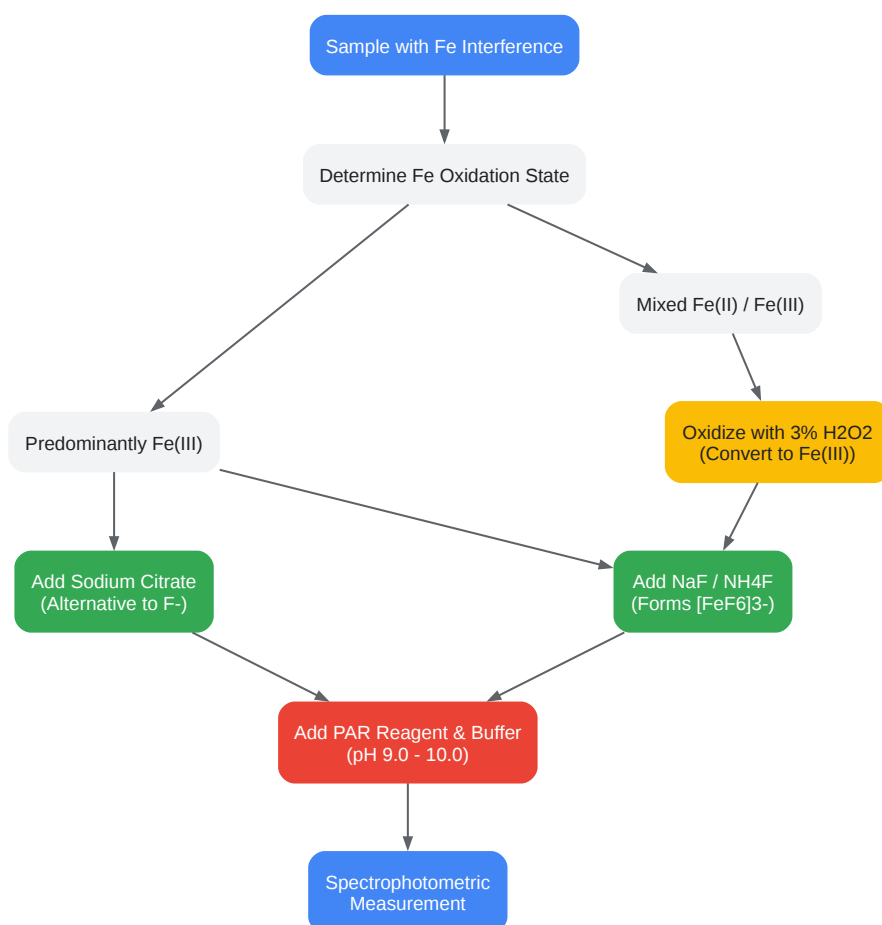 Sample with Fe Interference
Determine Fe Oxidation State
Mixed Fe(II) / Fe(III)
Predominantly Fe(III)
Oxidize with 3% H2O2
(Convert to Fe(III))
Add Sodium Citrate
(Alternative to F-)
Add NaF / NH4F
(Forms [FeF6]3-)
Add PAR Reagent & Buffer
(pH 9.0 - 10.0)
Spectrophotometric
Measurement